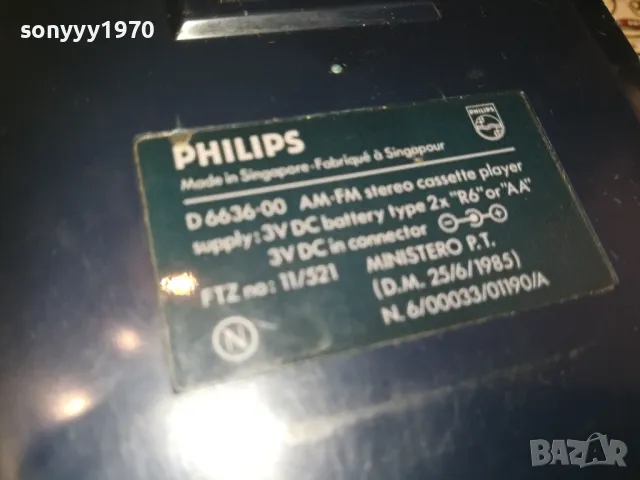 sonyyy1970
PHILIPS
Made in Singapore-Fabriqué à Singapour
D 6636-00 AM-FM stereo cassette player
supply: 3V DC battery type 2x "R6" or "AA"
3V DC in connector
FTZ no: 11/521
MINISTERO P.T.
(D.M. 25/6/1985)
N. 6/00033/01190/A
N
BAZAR